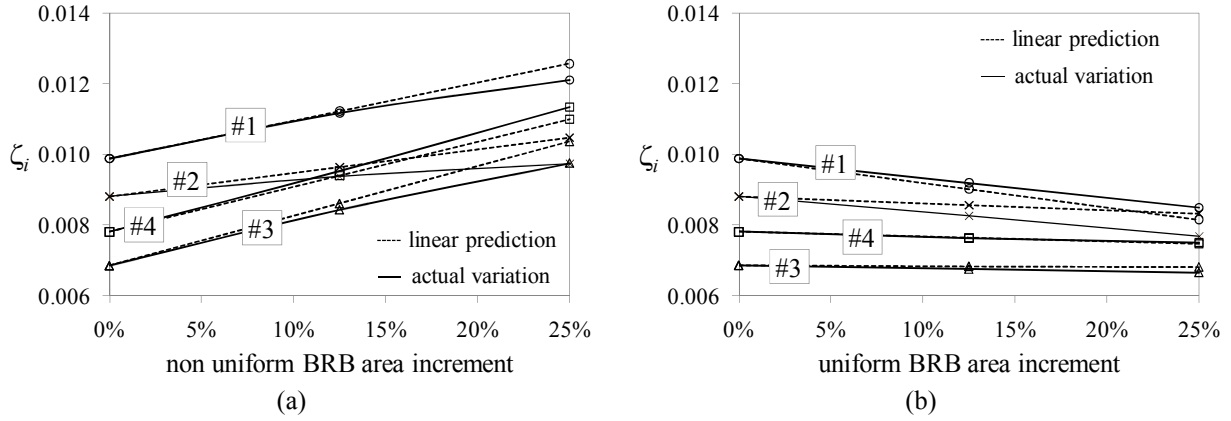 0.014
0.012
0.010
0.008
0.006
ζi
#1
#2
#4
#3
linear prediction
actual variation
0% 5% 10% 15% 20% 25%
non uniform BRB area increment
(a)
0.014
0.012
0.010
0.008
0.006
ζi
linear prediction
actual variation
#1
#2
#4
#3
0% 5% 10% 15% 20% 25%
uniform BRB area increment
(b)